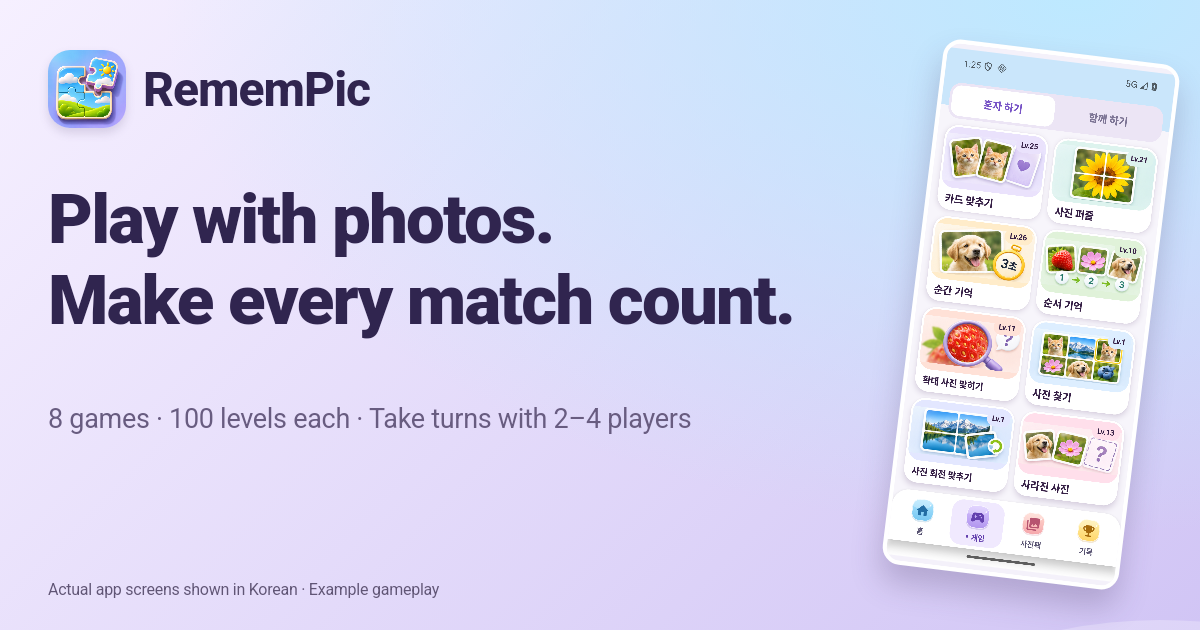 RememPic
Play with photos.
Make every match count.
8 games · 100 levels each · Take turns with 2–4 players
Actual app screens shown in Korean · Example gameplay
1:25
5G
혼자 하기
함께 하기
Lv.25
카드 맞추기
Lv.21
사진 퍼즐
Lv.26
3초
순간 기억
Lv.10
1
2
3
순서 기억
Lv.11
?
확대 사진 맞히기
Lv.1
사진 찾기
Lv.7
사진 회전 맞추기
Lv.13
?
사라진 사진
홈
• 게임
사진팩
기록